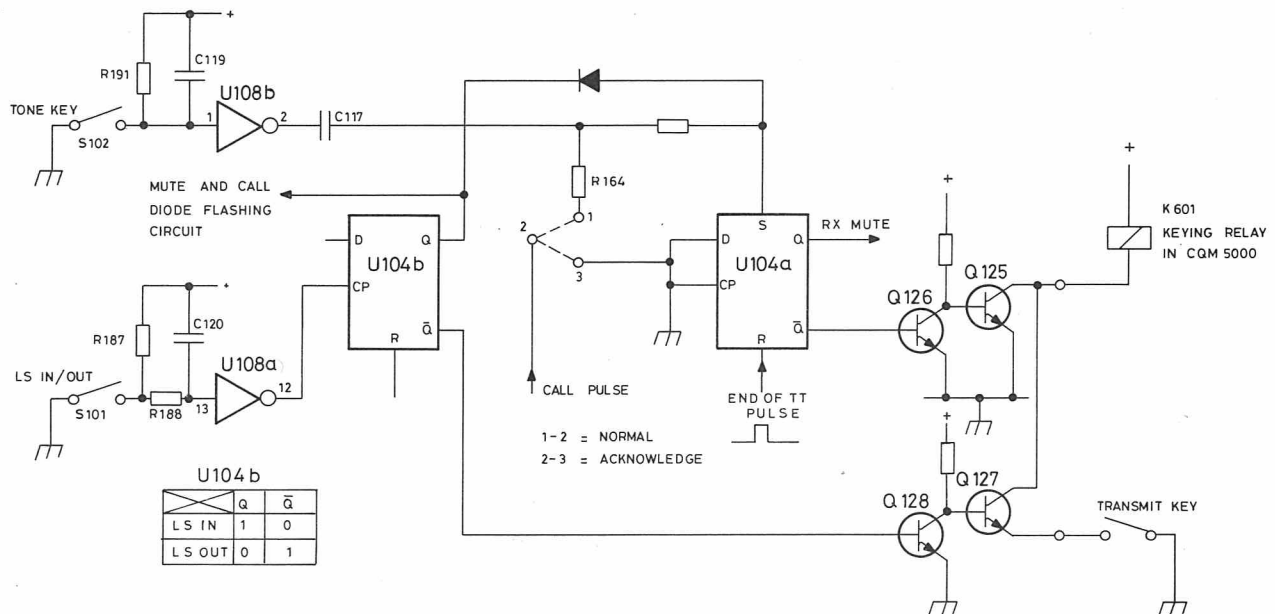 +
R191
C119
U108b
TONE KEY
1
2
C117
S102
R164
MUTE AND CALL
DIODE FLASHING
CIRCUIT
1
2
3
D
Q
U104b
CP
Q̅
R
D
S
Q
U104a
CP
Q̅
R
RX MUTE
+
+
K601
KEYING RELAY
IN CQM 5000
Q126
Q125
+
R187
C120
U108a
12
LS IN/OUT
S101
R188
13
CALL PULSE
END OF TT
PULSE
1-2 = NORMAL
2-3 = ACKNOWLEDGE
+
Q128
Q127
TRANSMIT KEY
U104b
Q Q̅
LS IN 1 0
LS OUT 0 1